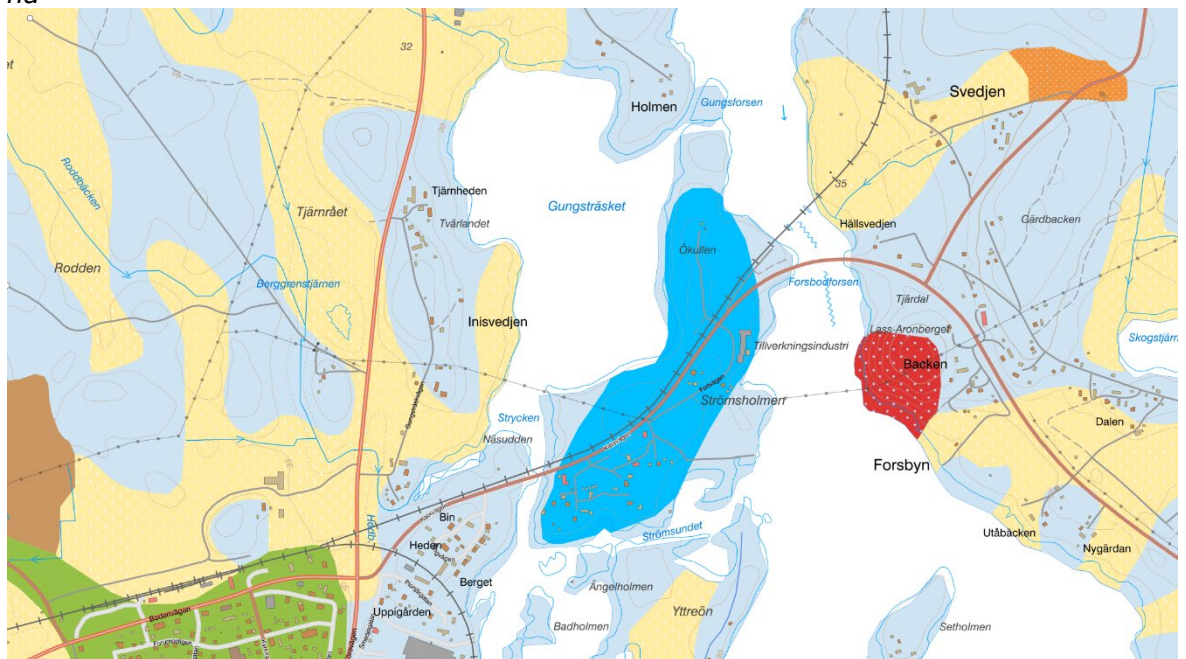 na
32
Holmen
Gungsforsen
Svedjen
Roddbäcken
35
Tjärnheden
Gungsträsket
Tjärnrået
Tvärlandet
Hällsvedjen
Gärdbacken
Ökullen
Rodden
Berggrenstjärnen
Forsbodforsen
Tjärdal
Inisvedjen
Lass-Aronberget
Tillverkningsindustri
Skogstjärn
Backen
Strömsholmen
Strycken
Näsudden
Dalen
Forsbyn
Bin
Strömsundet
Utåbäcken
Heden
Nygärdan
Berget
Ängelholmen
Bodenvägen
Uppigården
Yttreön
Badholmen
Setholmen